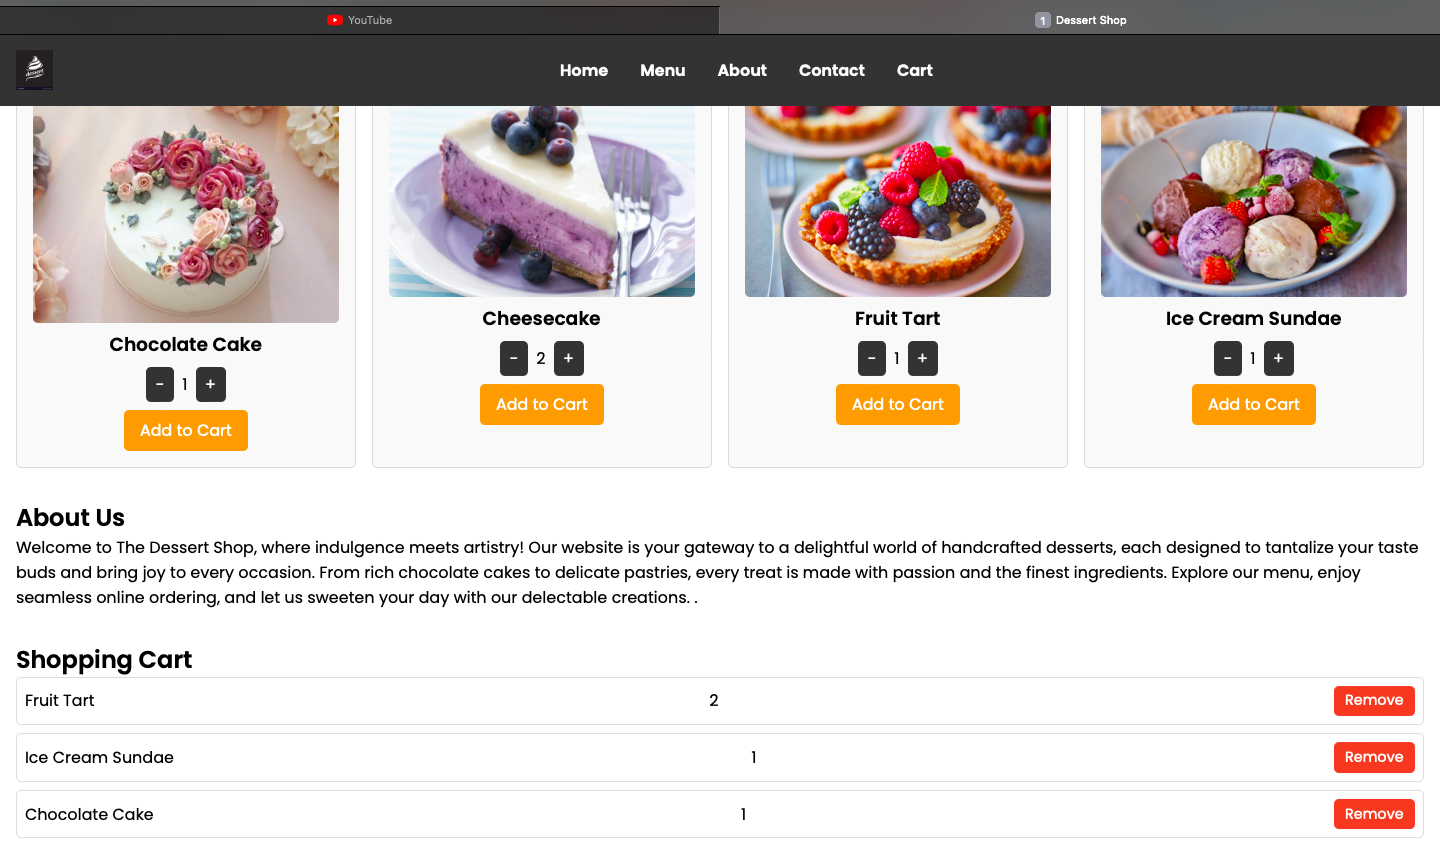 YouTube
1 Dessert Shop
dessert
Home Menu About Contact Cart
Chocolate Cake
- 1 +
Add to Cart
Cheesecake
- 2 +
Add to Cart
Fruit Tart
- 1 +
Add to Cart
Ice Cream Sundae
- 1 +
Add to Cart
About Us
Welcome to The Dessert Shop, where indulgence meets artistry! Our website is your gateway to a delightful world of handcrafted desserts, each designed to tantalize your taste
buds and bring joy to every occasion. From rich chocolate cakes to delicate pastries, every treat is made with passion and the finest ingredients. Explore our menu, enjoy
seamless online ordering, and let us sweeten your day with our delectable creations. .
Shopping Cart
Fruit Tart 2 Remove
Ice Cream Sundae 1 Remove
Chocolate Cake 1 Remove